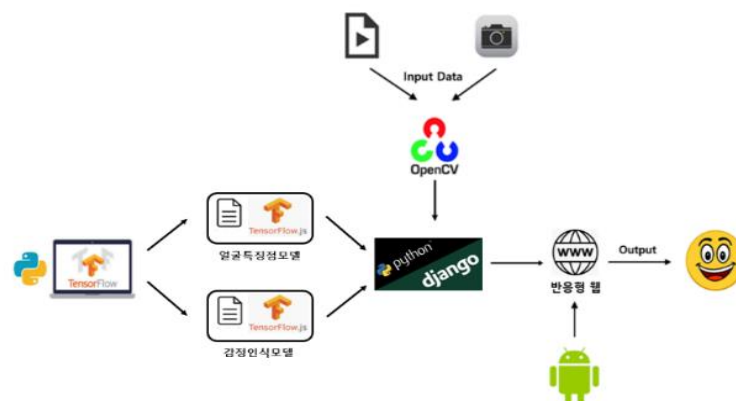 Input Data
OpenCV
TensorFlow
TensorFlow.js
얼굴특징점모델
TensorFlow.js
감정인식모델
python
django
WWW
반응형 웹
Output